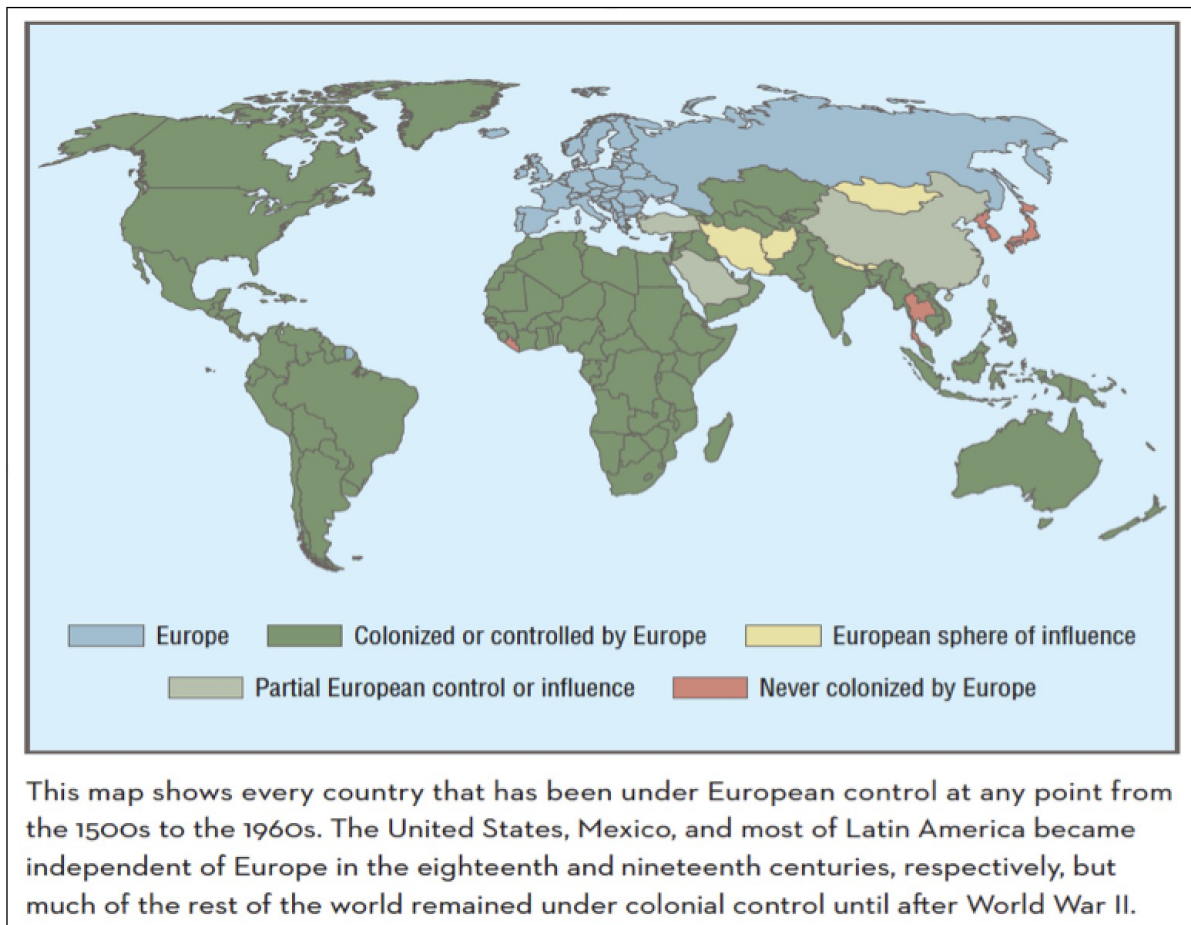 Europe
Colonized or controlled by Europe
European sphere of influence
Partial European control or influence
Never colonized by Europe
This map shows every country that has been under European control at any point from
the 1500s to the 1960s. The United States, Mexico, and most of Latin America became
independent of Europe in the eighteenth and nineteenth centuries, respectively, but
much of the rest of the world remained under colonial control until after World War II.